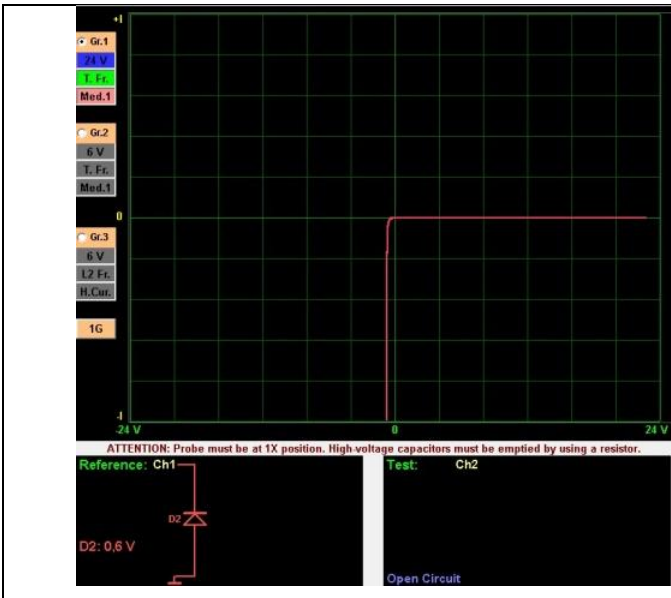 +I
Gr.1
24 V
T. Fr.
Med.1
Gr.2
6 V
T. Fr.
Med.1
0
Gr.3
6 V
L2 Fr.
H.Cur.
1G
-I
-24 V 0 24 V
ATTENTION: Probe must be at 1X position. High-voltage capacitors must be emptied by using a resistor.
Reference: Ch1
D2
D2: 0,6 V
Test: Ch2
Open Circuit